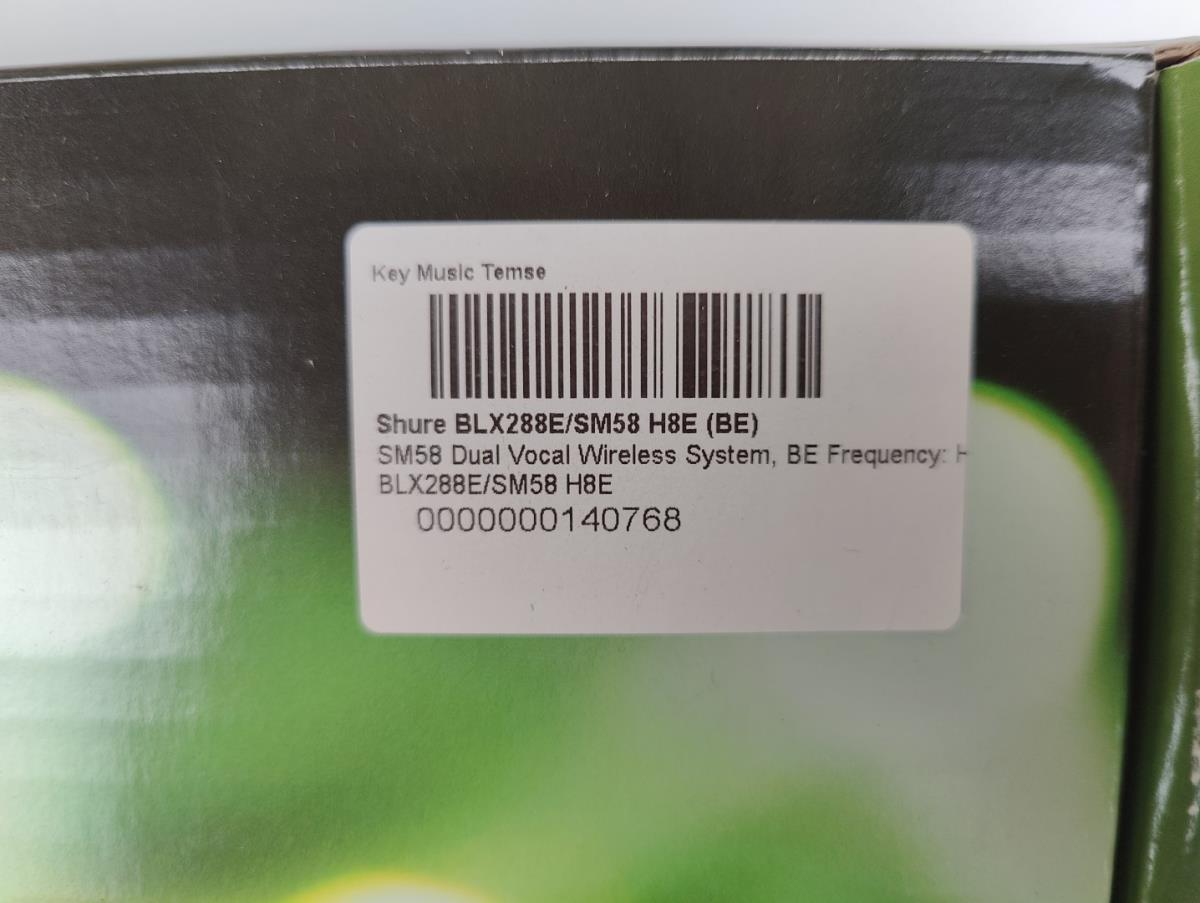 Key Music Temse
Shure BLX288E/SM58 H8E (BE)
SM58 Dual Vocal Wireless System, BE Frequency: H
BLX288E/SM58 H8E
0000000140768